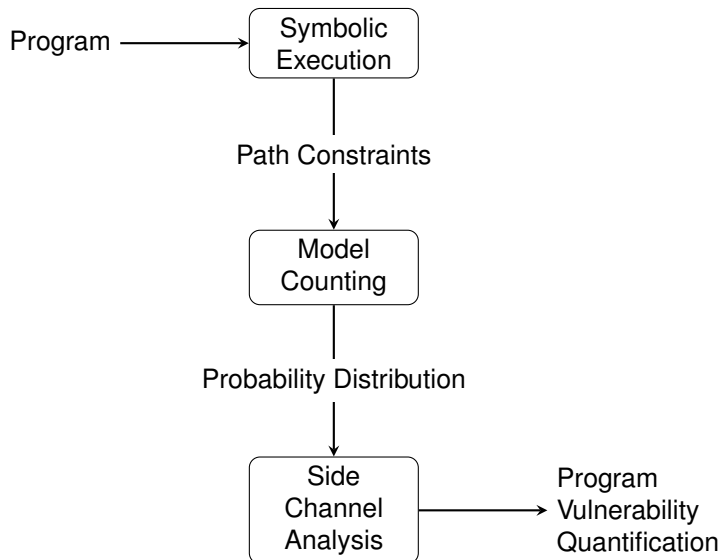 Program
Symbolic
Execution
Path Constraints
Model
Counting
Probability Distribution
Side
Channel
Analysis
Program
Vulnerability
Quantification